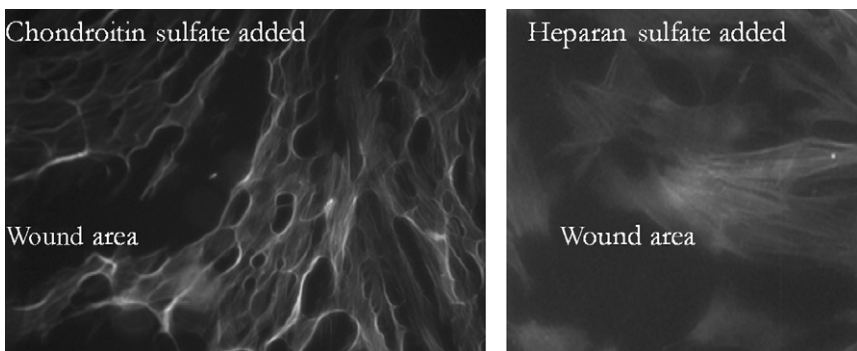 Chondroitin sulfate added
Wound area
Heparan sulfate added
Wound area